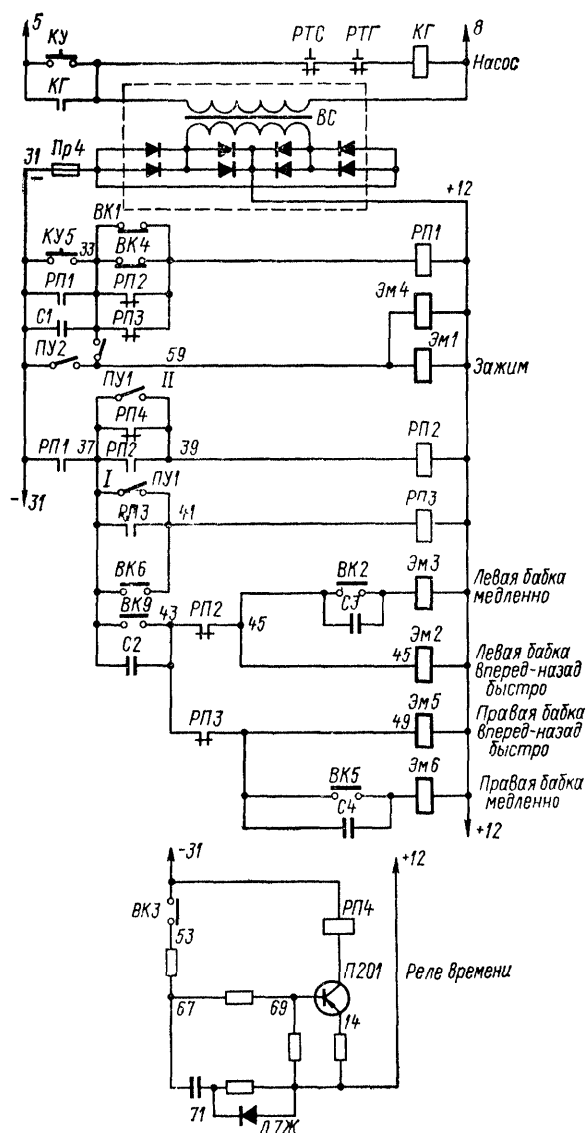 5
КУ
РТС
РТГ
КГ
8
Насос
КГ
ВС
31
Пр4
−
+12
ВК1
КУ5
33
ВК4
РП1
РП1
РП2
Эм4
С1
РП3
Эм1
ПУ2
59
Зажим
ПУ1
II
РП4
РП1
37
РП2
39
РП2
I
ПУ1
РП3
−31
РП3
41
ВК6
ВК2
Эм3
Левая бабка
медленно
ВК9
43
РП2
45
С3
С2
Эм2
45
Левая бабка
вперед-назад
быстро
РП3
Эм5
49
Правая бабка
вперед-назад
быстро
ВК5
Эм6
Правая бабка
медленно
С4
+12
−31
+12
ВК3
РП4
53
П201
Реле времени
67
69
14
71
Д7Ж